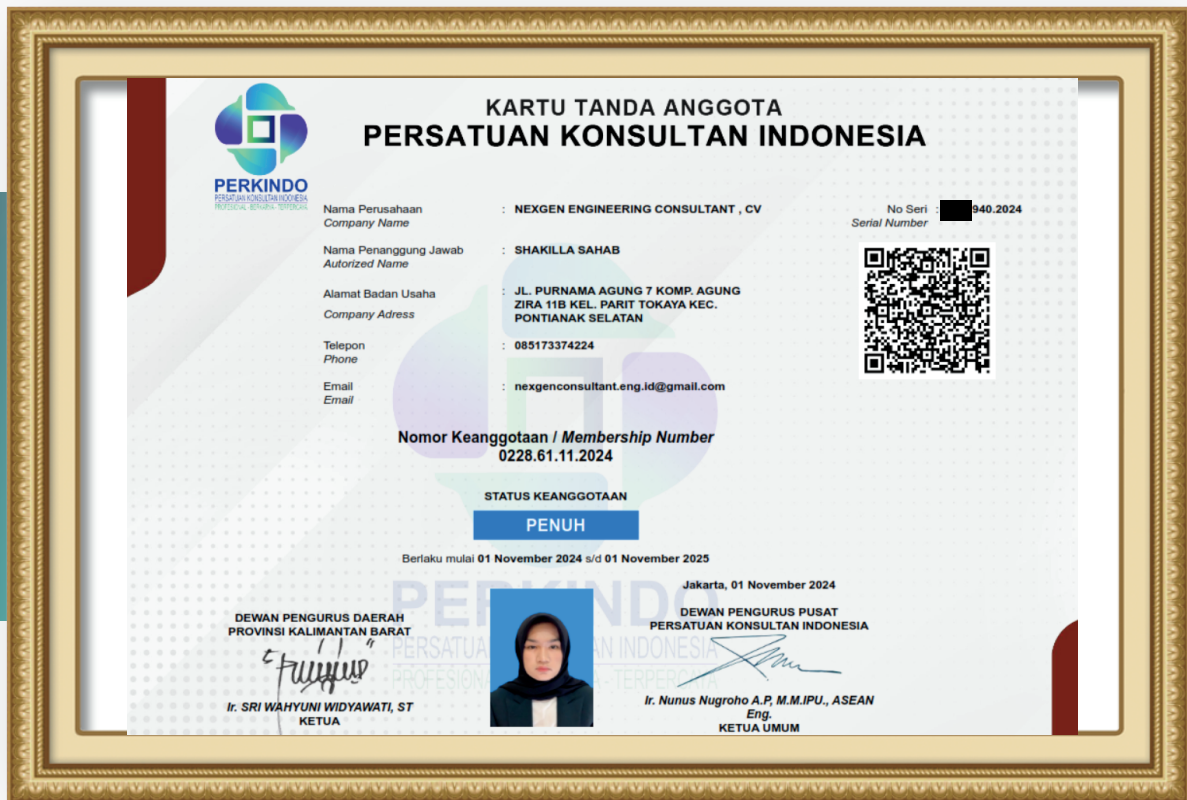 KARTU TANDA ANGGOTA
PERSATUAN KONSULTAN INDONESIA
PERKINDO
PERSATUAN KONSULTAN INDONESIA
PROFESIONAL - BERKARYA - TERPERCAYA
Nama Perusahaan : NEXGEN ENGINEERING CONSULTANT , CV
Company Name
No Seri : 940.2024
Serial Number
Nama Penanggung Jawab : SHAKILLA SAHAB
Autorized Name
Alamat Badan Usaha : JL. PURNAMA AGUNG 7 KOMP. AGUNG
ZIRA 11B KEL. PARIT TOKAYA KEC.
Company Adress
PONTIANAK SELATAN
Telepon : 085173374224
Phone
Email : nexgenconsultant.eng.id@gmail.com
Email
Nomor Keanggotaan / Membership Number
0228.61.11.2024
STATUS KEANGGOTAAN
PENUH
Berlaku mulai 01 November 2024 s/d 01 November 2025
Jakarta, 01 November 2024
DEWAN PENGURUS DAERAH
PROVINSI KALIMANTAN BARAT
DEWAN PENGURUS PUSAT
PERSATUAN KONSULTAN INDONESIA
Ir. SRI WAHYUNI WIDYAWATI, ST
KETUA
Ir. Nunus Nugroho A.P, M.M.IPU., ASEAN
Eng.
KETUA UMUM